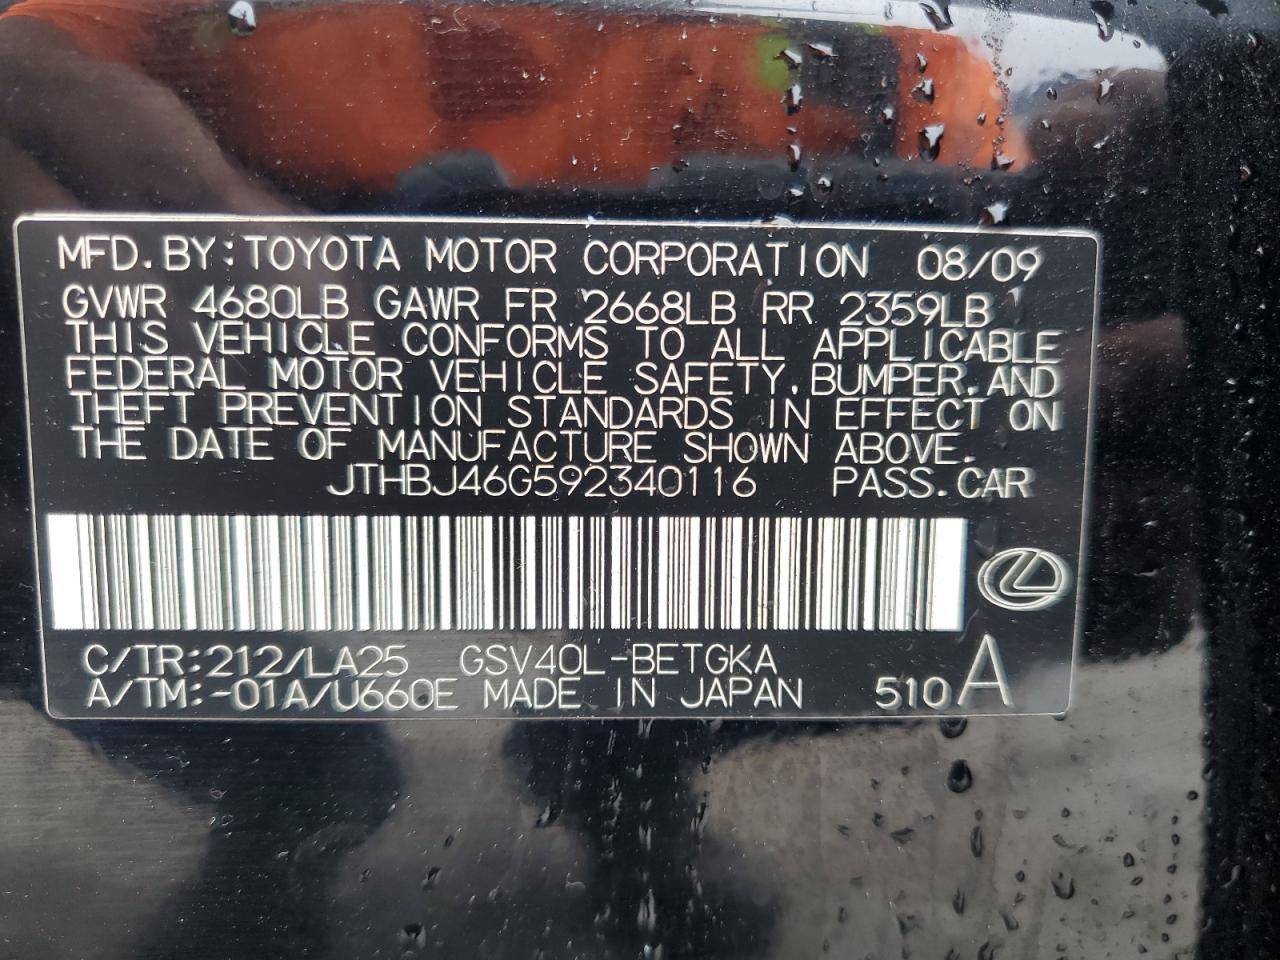 MFD. BY: TOYOTA MOTOR CORPORATION 08/09
GVWR 4680LB GAWR FR 2668LB RR 2359LB
THIS VEHICLE CONFORMS TO ALL APPLICABLE
FEDERAL MOTOR VEHICLE SAFETY, BUMPER, AND
THEFT PREVENTION STANDARDS IN EFFECT ON
THE DATE OF MANUFACTURE SHOWN ABOVE.
JTHBJ46G592340116 PASS. CAR
C/TR:212/LA25 GSV40L-BETGKA
A/TM:-01A/U660E MADE IN JAPAN 510A